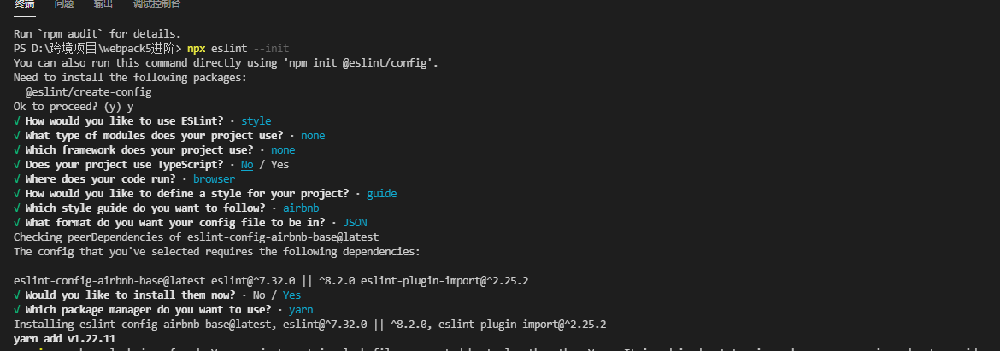 终端 问题 输出 调试控制台
Run `npm audit` for details.
PS D:\跨境项目\webpack5进阶> npx eslint --init
You can also run this command directly using 'npm init @eslint/config'.
Need to install the following packages:
  @eslint/create-config
Ok to proceed? (y) y
√ How would you like to use ESLint? · style
√ What type of modules does your project use? · none
√ Which framework does your project use? · none
√ Does your project use TypeScript? · No / Yes
√ Where does your code run? · browser
√ How would you like to define a style for your project? · guide
√ Which style guide do you want to follow? · airbnb
√ What format do you want your config file to be in? · JSON
Checking peerDependencies of eslint-config-airbnb-base@latest
The config that you've selected requires the following dependencies:
eslint-config-airbnb-base@latest eslint@^7.32.0 || ^8.2.0 eslint-plugin-import@^2.25.2
√ Would you like to install them now? · No / Yes
√ Which package manager do you want to use? · yarn
Installing eslint-config-airbnb-base@latest, eslint@^7.32.0 || ^8.2.0, eslint-plugin-import@^2.25.2
yarn add v1.22.11